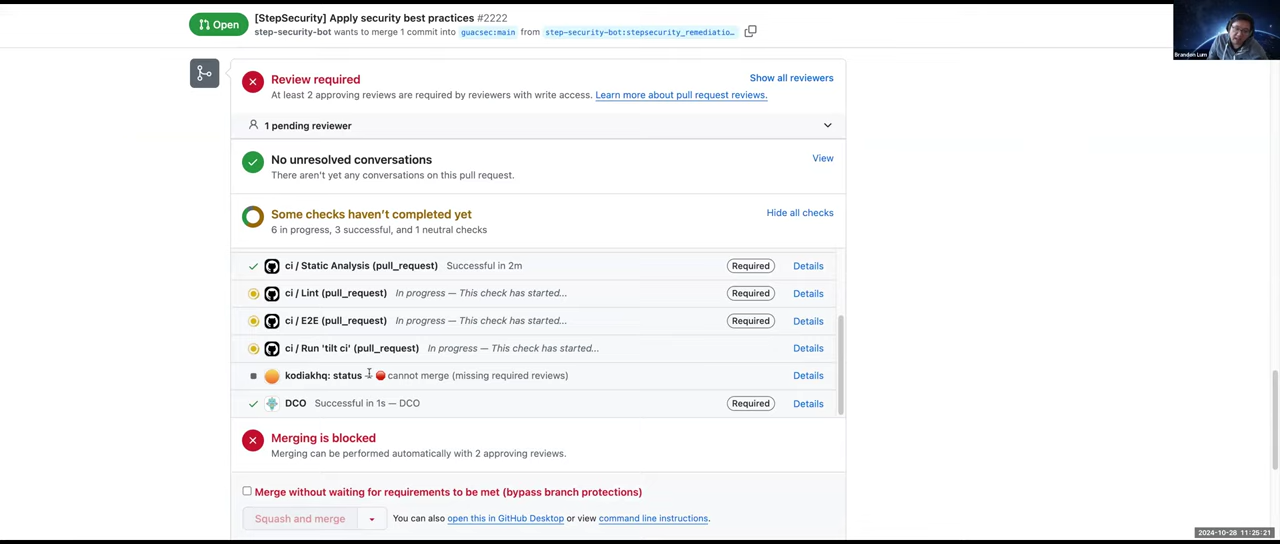 Open
[StepSecurity] Apply security best practices #2222
step-security-bot wants to merge 1 commit into guacsec:main from step-security-bot:stepsecurity_remediatio…
Brandon Lum
Review required
Show all reviewers
At least 2 approving reviews are required by reviewers with write access. Learn more about pull request reviews.
1 pending reviewer
No unresolved conversations
View
There aren't yet any conversations on this pull request.
Some checks haven't completed yet
Hide all checks
6 in progress, 3 successful, and 1 neutral checks
ci / Static Analysis (pull_request) Successful in 2m Required Details
ci / Lint (pull_request) In progress — This check has started... Required Details
ci / E2E (pull_request) In progress — This check has started... Required Details
ci / Run 'tilt ci' (pull_request) In progress — This check has started... Details
kodiakhq: status — 🔴 cannot merge (missing required reviews) Details
DCO Successful in 1s — DCO Required Details
Merging is blocked
Merging can be performed automatically with 2 approving reviews.
Merge without waiting for requirements to be met (bypass branch protections)
Squash and merge
You can also open this in GitHub Desktop or view command line instructions.
2024-10-28 11:25:21